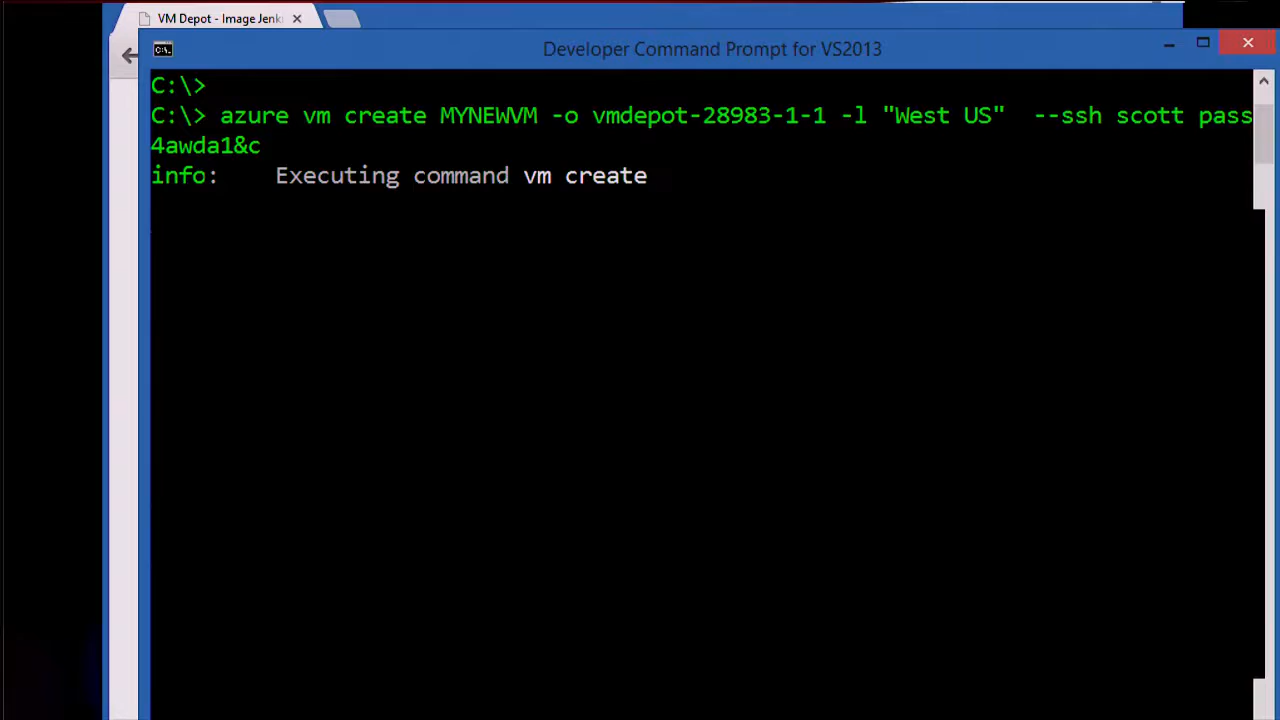 VM Depot - Image Jenki
Developer Command Prompt for VS2013
C:\>
C:\> azure vm create MYNEWVM -o vmdepot-28983-1-1 -l "West US"  --ssh scott pass
4awda1&c
info:    Executing command vm create